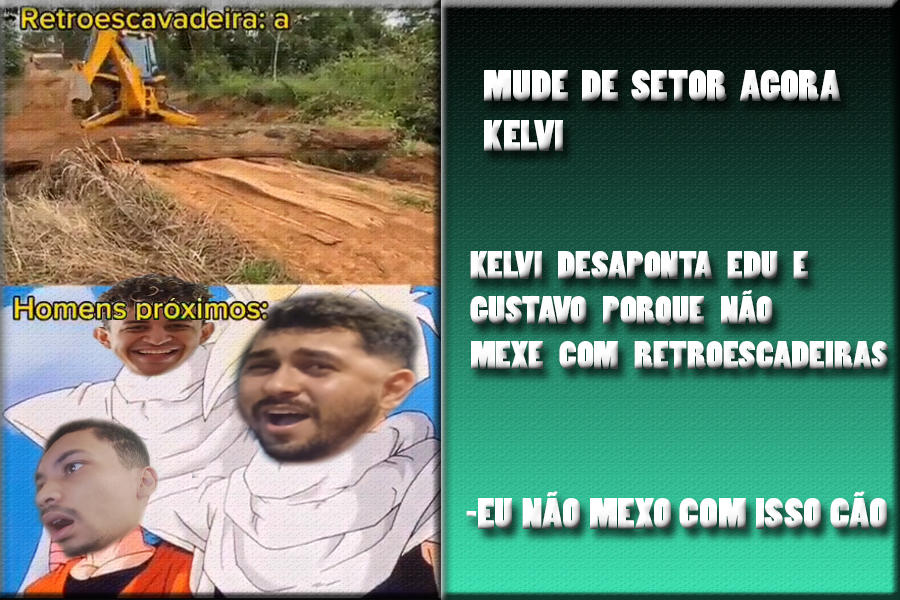 Retroescavadeira: a
Homens próximos:
MUDE DE SETOR AGORA
KELVI
KELVI DESAPONTA EDU E
GUSTAVO PORQUE NÃO
MEXE COM RETROESCADEIRAS
-EU NÃO MEXO COM ISSO CÃO